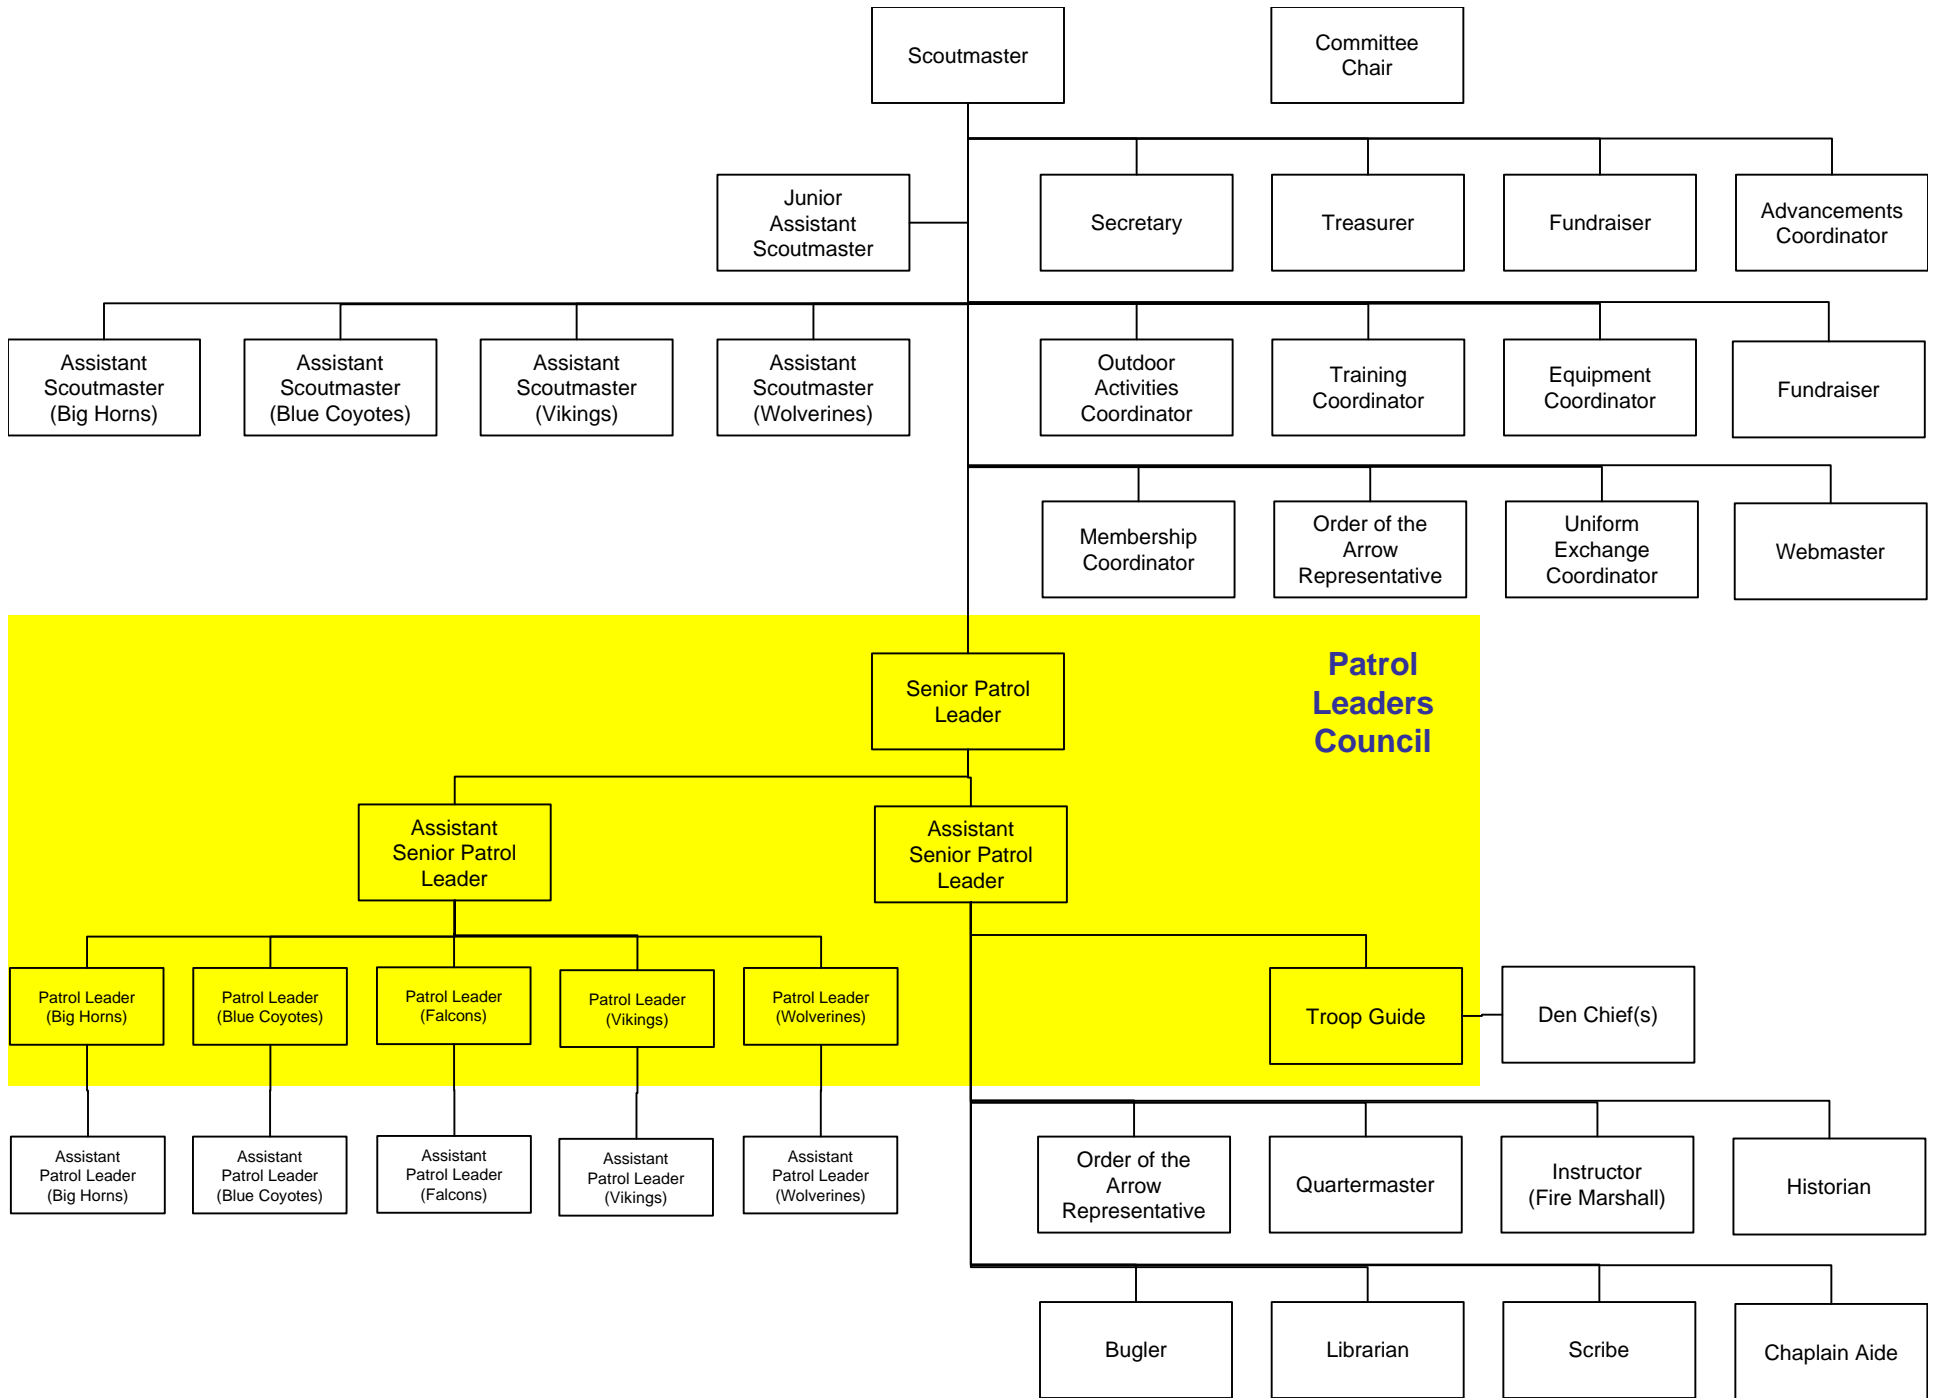 Scoutmaster
Committee
Chair
Junior
Assistant
Scoutmaster
Secretary
Treasurer
Fundraiser
Advancements
Coordinator
Assistant
Scoutmaster
(Big Horns)
Assistant
Scoutmaster
(Blue Coyotes)
Assistant
Scoutmaster
(Vikings)
Assistant
Scoutmaster
(Wolverines)
Outdoor
Activities
Coordinator
Training
Coordinator
Equipment
Coordinator
Fundraiser
Membership
Coordinator
Order of the
Arrow
Representative
Uniform
Exchange
Coordinator
Webmaster
Senior Patrol
Leader
Patrol
Leaders
Council
Assistant
Senior Patrol
Leader
Assistant
Senior Patrol
Leader
Patrol Leader
(Big Horns)
Patrol Leader
(Blue Coyotes)
Patrol Leader
(Falcons)
Patrol Leader
(Vikings)
Patrol Leader
(Wolverines)
Troop Guide
Den Chief(s)
Assistant
Patrol Leader
(Big Horns)
Assistant
Patrol Leader
(Blue Coyotes)
Assistant
Patrol Leader
(Falcons)
Assistant
Patrol Leader
(Vikings)
Assistant
Patrol Leader
(Wolverines)
Order of the
Arrow
Representative
Quartermaster
Instructor
(Fire Marshall)
Historian
Bugler
Librarian
Scribe
Chaplain Aide